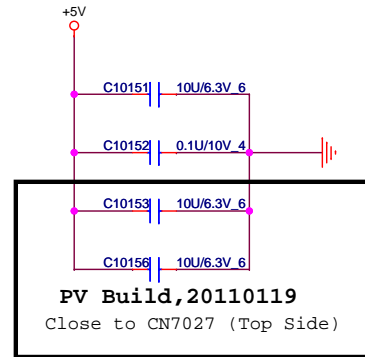 +5V
C10151 10U/6.3V_6
C10152 0.1U/10V_4
C10153 10U/6.3V_6
C10156 10U/6.3V_6
PV Build,20110119
Close to CN7027 (Top Side)